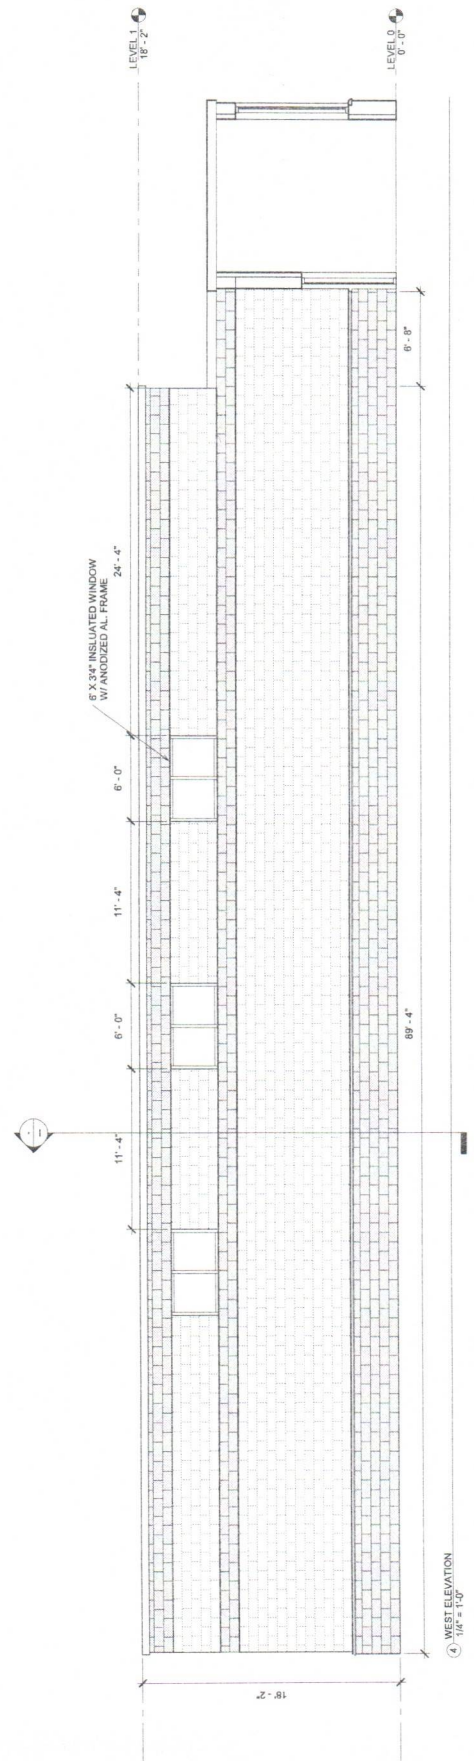 LEVEL 1
18' - 2"
LEVEL 0
0' - 0"
24' - 4"
6' X 3'4" INSLUATED WINDOW
W/ ANODIZED AL. FRAME
6' - 0"
11' - 4"
6' - 0"
11' - 4"
6' - 8"
89' - 4"
18' - 2"
4 WEST ELEVATION
1/4" = 1'-0"